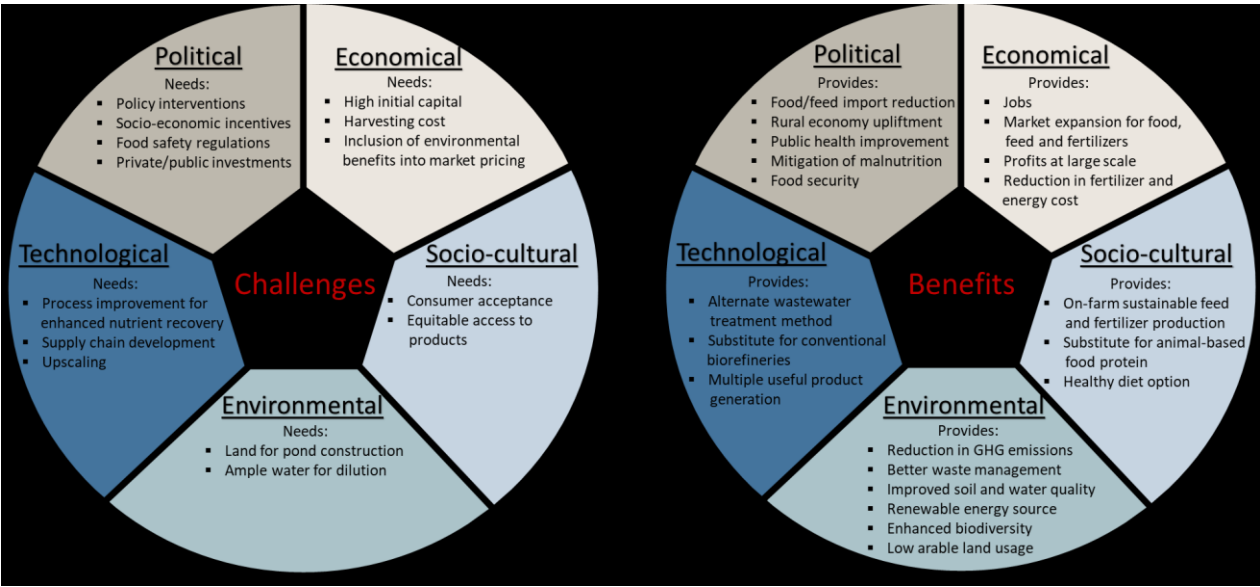 Political
Needs:
▪ Policy interventions
▪ Socio-economic incentives
▪ Food safety regulations
▪ Private/public investments
Economical
Needs:
▪ High initial capital
▪ Harvesting cost
▪ Inclusion of environmental
benefits into market pricing
Technological
Needs:
▪ Process improvement for
enhanced nutrient recovery
▪ Supply chain development
▪ Upscaling
Challenges
Socio-cultural
Needs:
▪ Consumer acceptance
▪ Equitable access to
products
Environmental
Needs:
▪ Land for pond construction
▪ Ample water for dilution
Political
Provides:
▪ Food/feed import reduction
▪ Rural economy upliftment
▪ Public health improvement
▪ Mitigation of malnutrition
▪ Food security
Economical
Provides:
▪ Jobs
▪ Market expansion for food,
feed and fertilizers
▪ Profits at large scale
▪ Reduction in fertilizer and
energy cost
Technological
Provides:
▪ Alternate wastewater
treatment method
▪ Substitute for conventional
biorefineries
▪ Multiple useful product
generation
Benefits
Socio-cultural
Provides:
▪ On-farm sustainable feed
and fertilizer production
▪ Substitute for animal-based
food protein
▪ Healthy diet option
Environmental
Provides:
▪ Reduction in GHG emissions
▪ Better waste management
▪ Improved soil and water quality
▪ Renewable energy source
▪ Enhanced biodiversity
▪ Low arable land usage